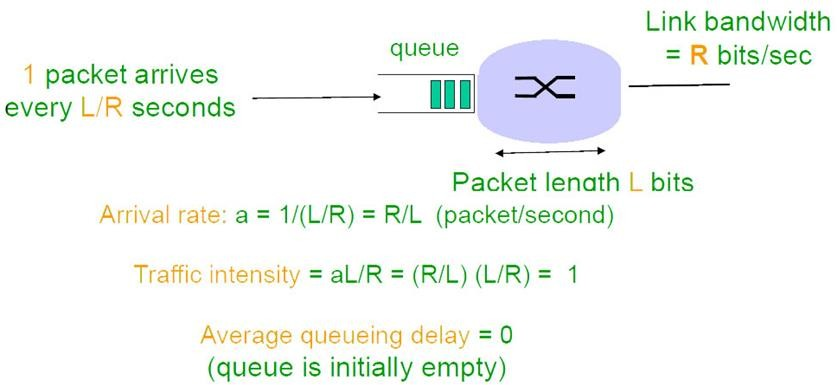 queue
Link bandwidth
= R bits/sec
1 packet arrives
every L/R seconds
Packet length L bits
Arrival rate: a = 1/(L/R) = R/L (packet/second)
Traffic intensity = aL/R = (R/L) (L/R) = 1
Average queueing delay = 0
(queue is initially empty)